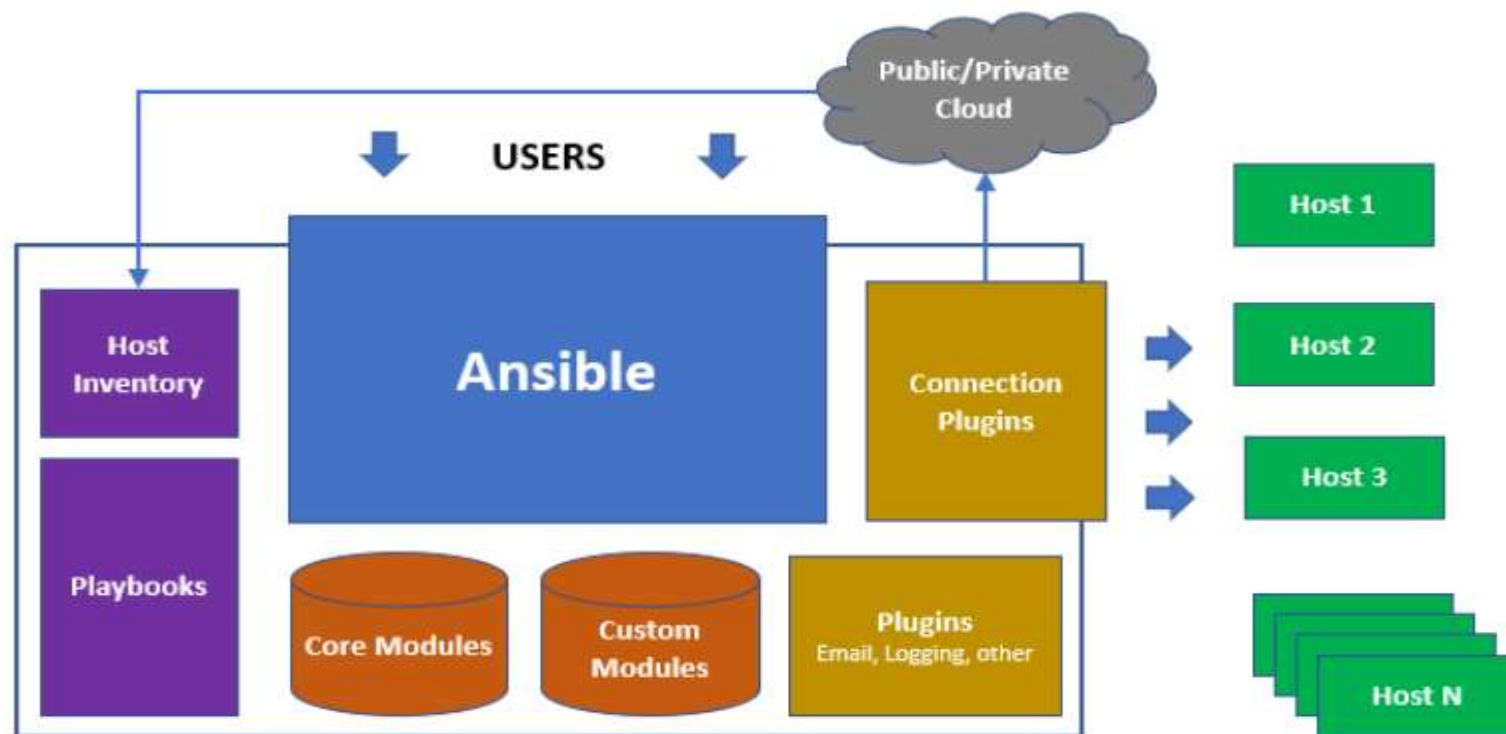 Public/Private
Cloud
USERS
Host 1
Host
Inventory
Ansible
Connection
Plugins
Host 2
Host 3
Playbooks
Core Modules
Custom
Modules
Plugins
Email, Logging, other
Host N